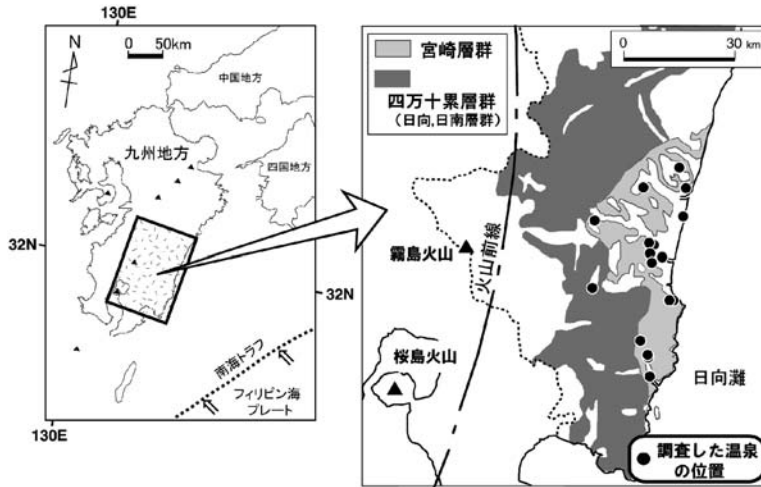 130E
N
0 50km
中国地方
九州地方
四国地方
32N
32N
南海トラフ
フィリピン海
プレート
130E
宮崎層群
四万十累層群
(日向,日南層群)
0 30 km
霧島火山
火山前線
桜島火山
日向灘
調査した温泉
の位置